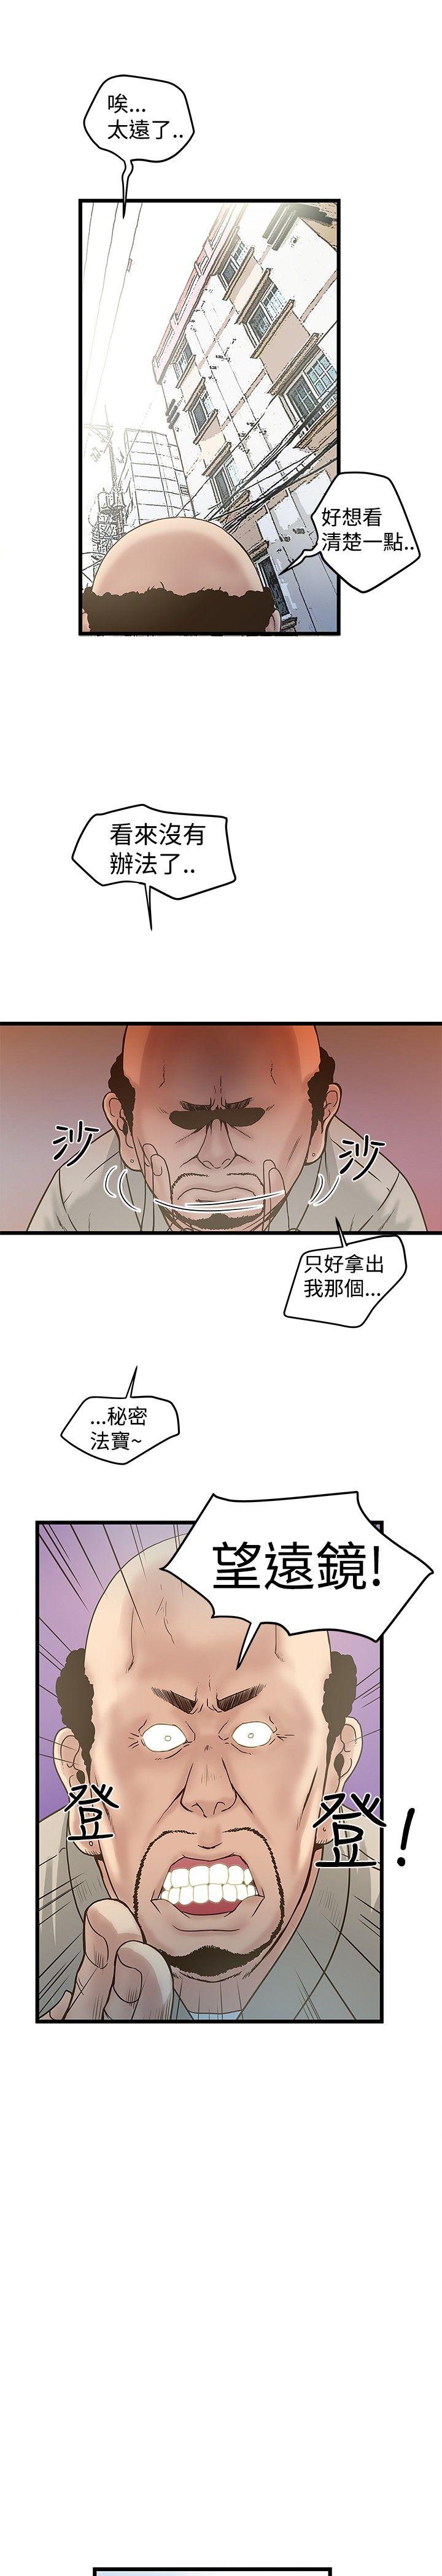 唉...
太遠了..
好想看
清楚一點..
看來沒有
辦法了..
沙
沙
只好拿出
我那個...
...秘密
法寶~
望遠鏡!
登
登!